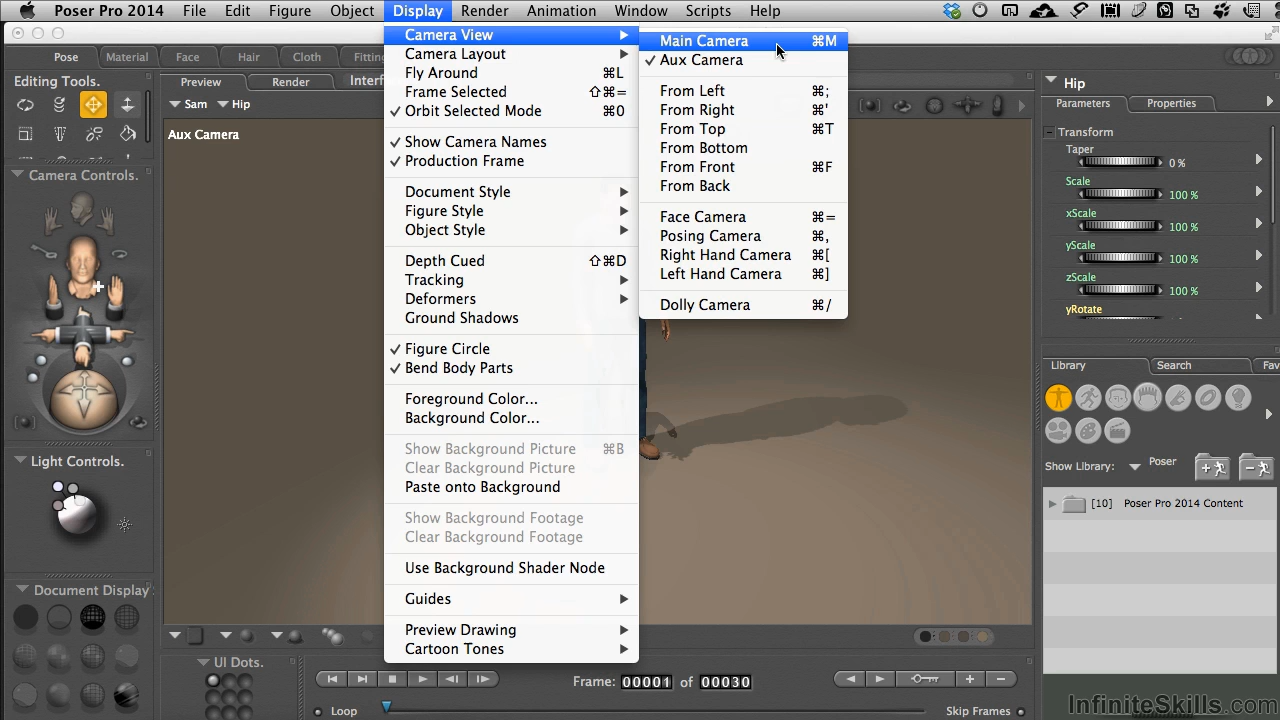 Poser Pro 2014 File Edit Figure Object Display Render Animation Window Scripts Help
Pose Material Face Hair Cloth Fitting
Editing Tools.
Preview Render
Sam Hip
Aux Camera
Camera Controls.
Light Controls.
Document Display
UI Dots.
Camera View
Camera Layout
Fly Around ⌘L
Frame Selected ⇧⌘=
✓ Orbit Selected Mode ⌘0
✓ Show Camera Names
✓ Production Frame
Document Style
Figure Style
Object Style
Depth Cued ⇧⌘D
Tracking
Deformers
Ground Shadows
✓ Figure Circle
✓ Bend Body Parts
Foreground Color...
Background Color...
Show Background Picture ⌘B
Clear Background Picture
Paste onto Background
Show Background Footage
Clear Background Footage
Use Background Shader Node
Guides
Preview Drawing
Cartoon Tones
Main Camera ⌘M
✓ Aux Camera
From Left ⌘;
From Right ⌘'
From Top ⌘T
From Bottom
From Front ⌘F
From Back
Face Camera ⌘=
Posing Camera ⌘,
Right Hand Camera ⌘[
Left Hand Camera ⌘]
Dolly Camera ⌘/
Hip
Parameters Properties
Transform
Taper
0 %
Scale
100 %
xScale
100 %
yScale
100 %
zScale
100 %
yRotate
Library Search Fav
Show Library: Poser
[10] Poser Pro 2014 Content
Frame: 00001 of 00030
Loop Skip Frames
InfiniteSkills.com